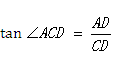 tan ∠ACD = AD/CD